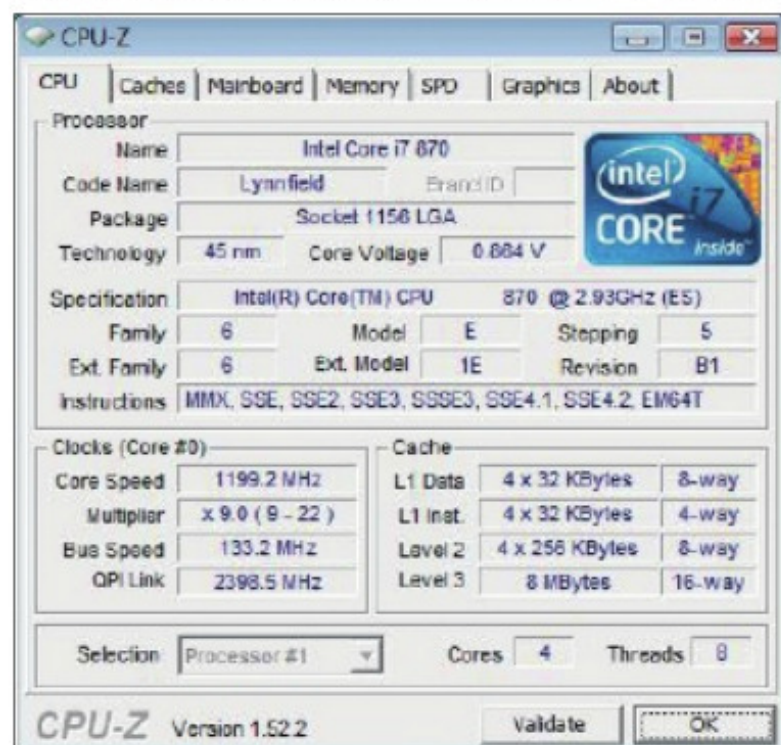 CPU-Z
CPU Caches Mainboard Memory SPD Graphics About
Processor
Name Intel Core i7 870
Code Name Lynnfield Brand ID
Package Socket 1156 LGA
Technology 45 nm Core Voltage 0.864 V
intel i7
CORE inside™
Specification Intel(R) Core(TM) CPU 870 @ 2.93GHz (ES)
Family 6 Model E Stepping 5
Ext. Family 6 Ext. Model 1E Revision B1
Instructions MMX, SSE, SSE2, SSE3, SSSE3, SSE4.1, SSE4.2, EM64T
Clocks (Core #0)
Core Speed 1199.2 MHz
Multiplier x 9.0 ( 9 - 22 )
Bus Speed 133.2 MHz
QPI Link 2398.5 MHz
Cache
L1 Data 4 x 32 KBytes 8-way
L1 Inst. 4 x 32 KBytes 4-way
Level 2 4 x 256 KBytes 8-way
Level 3 8 MBytes 16-way
Selection Processor #1 Cores 4 Threads 8
CPU-Z Version 1.52.2 Validate OK